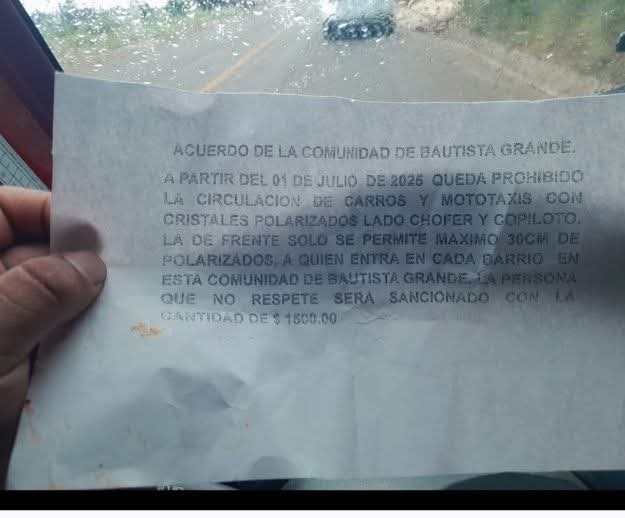 ACUERDO DE LA COMUNIDAD DE BAUTISTA GRANDE.
A PARTIR DEL 01 DE JULIO DE 2025 QUEDA PROHIBIDO
LA CIRCULACION DE CARROS Y MOTOTAXIS CON
CRISTALES POLARIZADOS LADO CHOFER Y COPILOTO.
LA DE FRENTE SOLO SE PERMITE MAXIMO 30CM DE
POLARIZADOS. A QUIEN ENTRA EN CADA BARRIO EN
ESTA COMUNIDAD DE BAUTISTA GRANDE, LA PERSONA
QUE NO RESPETE SERA SANCIONADO CON LA
CANTIDAD DE $ 1500.00